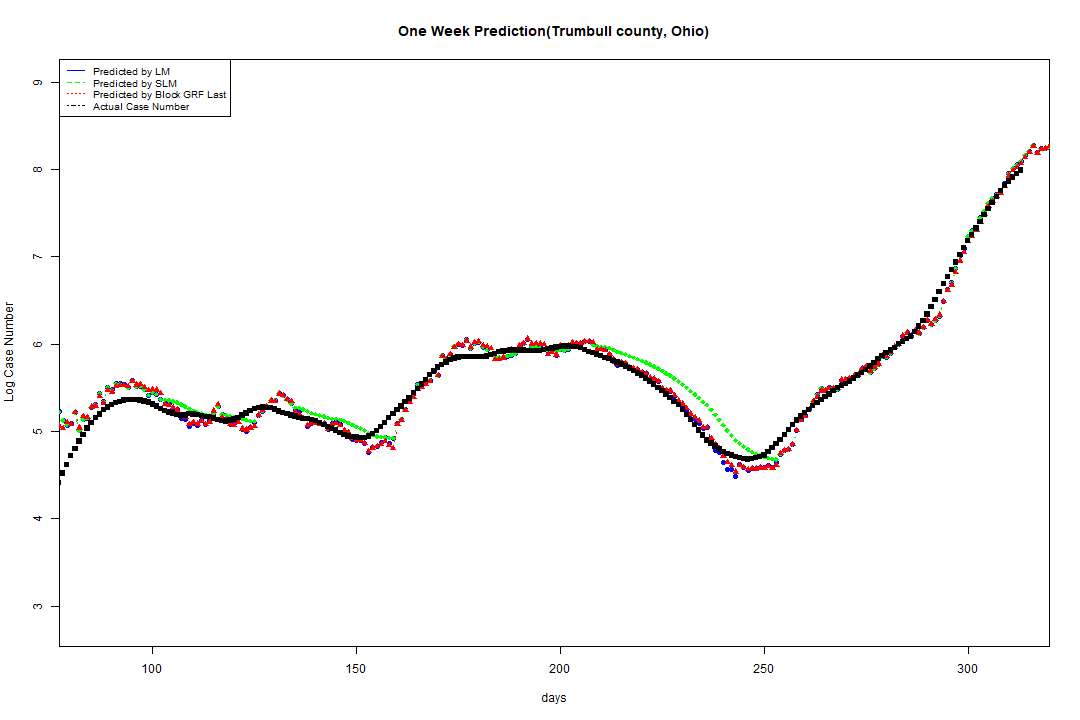 One Week Prediction(Trumbull county, Ohio)
Predicted by LM
Predicted by SLM
Predicted by Block GRF Last
Actual Case Number
9
8
7
6
5
4
3
Log Case Number
100 150 200 250 300
days